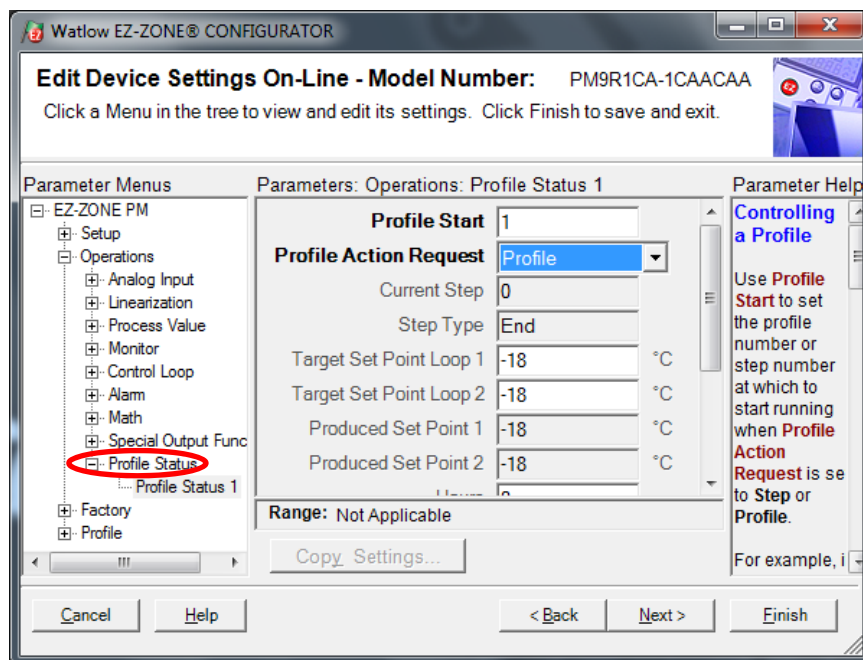 Watlow EZ-ZONE® CONFIGURATOR
Edit Device Settings On-Line - Model Number: PM9R1CA-1CAACAA
Click a Menu in the tree to view and edit its settings. Click Finish to save and exit.
Parameter Menus
EZ-ZONE PM
Setup
Operations
Analog Input
Linearization
Process Value
Monitor
Control Loop
Alarm
Math
Special Output Func
Profile Status
Profile Status 1
Factory
Profile
Parameters: Operations: Profile Status 1
Profile Start 1
Profile Action Request Profile
Current Step 0
Step Type End
Target Set Point Loop 1 -18 °C
Target Set Point Loop 2 -18 °C
Produced Set Point 1 -18 °C
Produced Set Point 2 -18 °C
Range: Not Applicable
Copy Settings...
Parameter Help
Controlling
a Profile
Use Profile
Start to set
the profile
number or
step number
at which to
start running
when Profile
Action
Request is se
to Step or
Profile.
For example, i
Cancel
Help
< Back
Next >
Finish